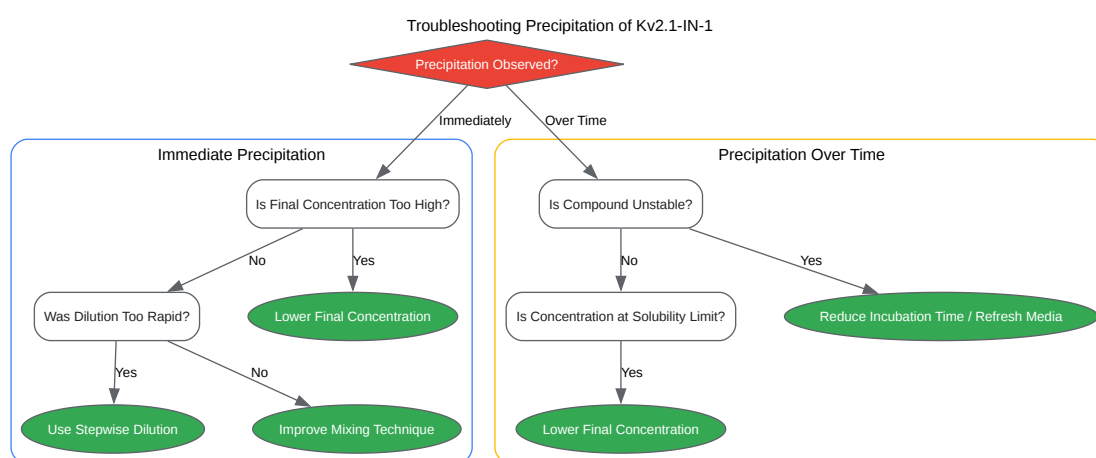 Troubleshooting Precipitation of Kv2.1-IN-1
Precipitation Observed?
Immediately
Over Time
Immediate Precipitation
Precipitation Over Time
Is Final Concentration Too High?
Is Compound Unstable?
No
Yes
No
Yes
Was Dilution Too Rapid?
Lower Final Concentration
Is Concentration at Solubility Limit?
Reduce Incubation Time / Refresh Media
Yes
No
Yes
Use Stepwise Dilution
Improve Mixing Technique
Lower Final Concentration